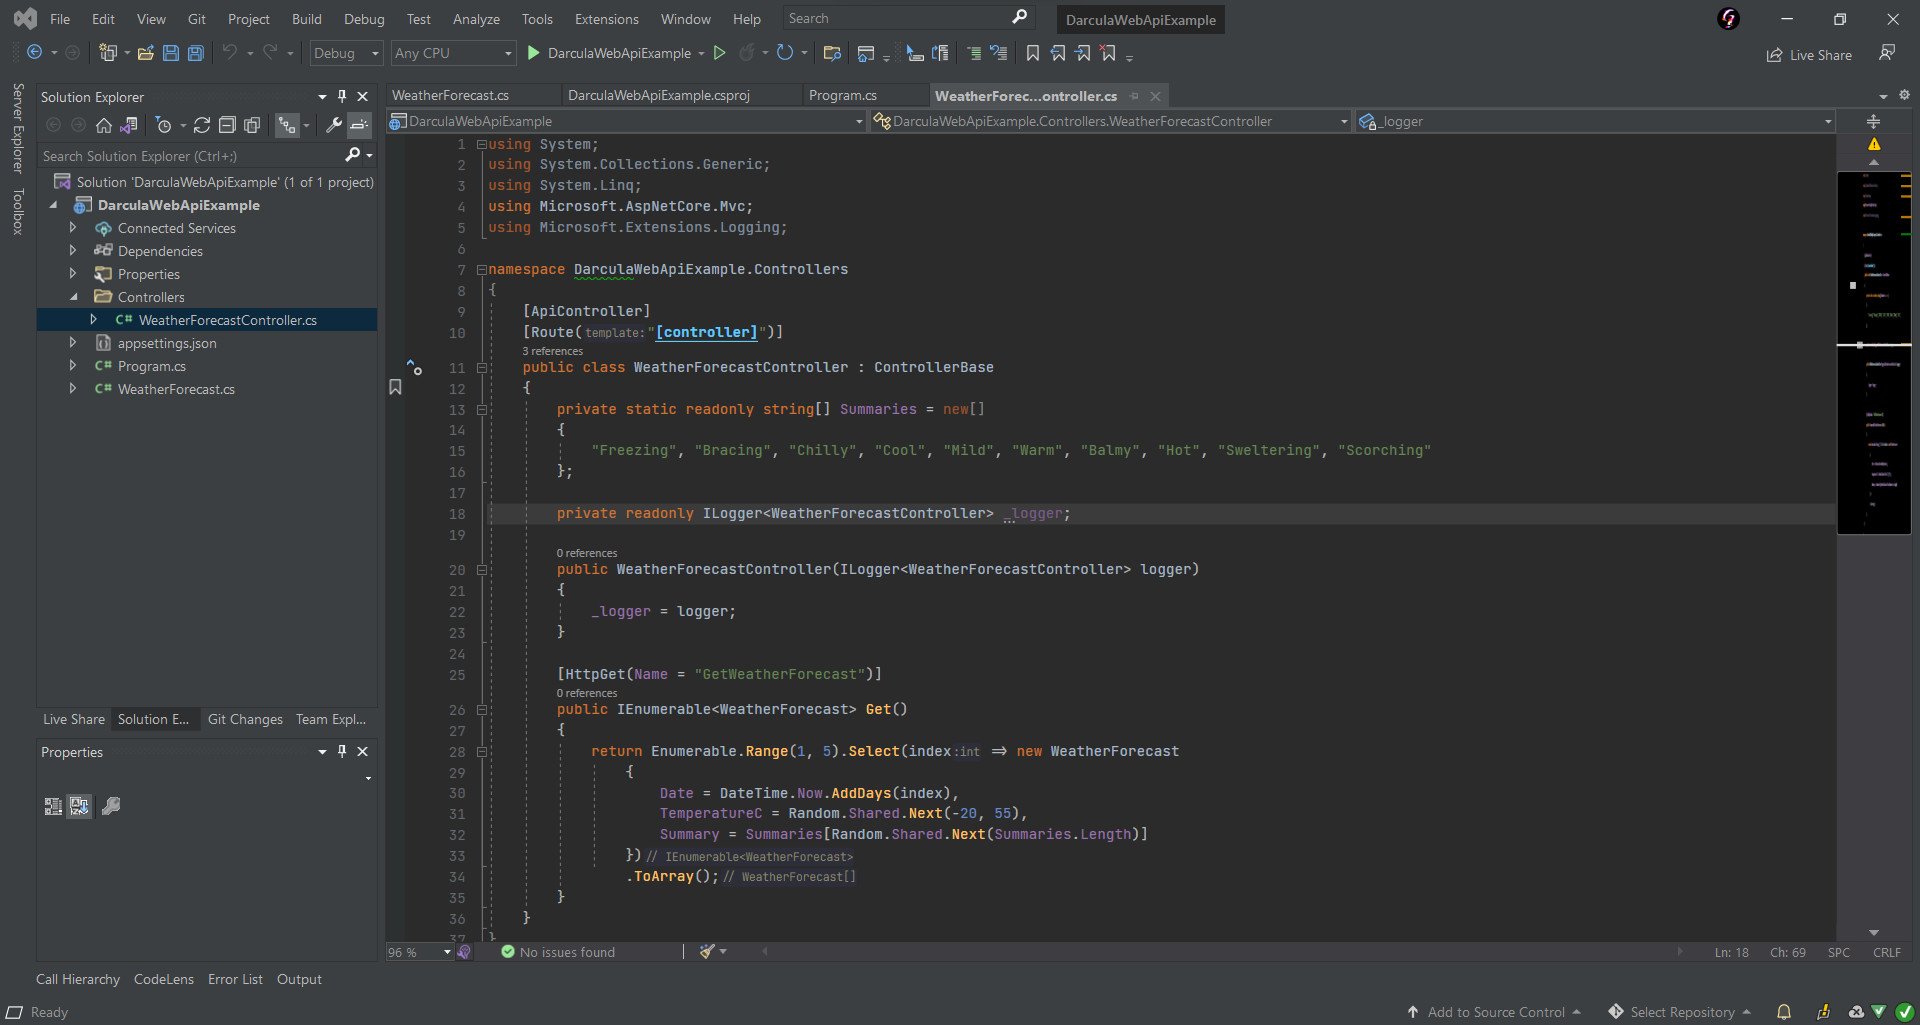 File Edit View Git Project Build Debug Test Analyze Tools Extensions Window Help Search DarculaWebApiExample
Debug Any CPU DarculaWebApiExample Live Share
Server Explorer
Toolbox
Solution Explorer
Search Solution Explorer (Ctrl+;)
Solution 'DarculaWebApiExample' (1 of 1 project)
DarculaWebApiExample
Connected Services
Dependencies
Properties
Controllers
C# WeatherForecastController.cs
appsettings.json
C# Program.cs
C# WeatherForecast.cs
Live Share Solution E... Git Changes Team Expl...
Properties
WeatherForecast.cs DarculaWebApiExample.csproj Program.cs WeatherForec...ontroller.cs
DarculaWebApiExample DarculaWebApiExample.Controllers.WeatherForecastController _logger
1 using System;
2 using System.Collections.Generic;
3 using System.Linq;
4 using Microsoft.AspNetCore.Mvc;
5 using Microsoft.Extensions.Logging;
6
7 namespace DarculaWebApiExample.Controllers
8 {
9 [ApiController]
10 [Route(template:"[controller]")]
3 references
11 public class WeatherForecastController : ControllerBase
12 {
13 private static readonly string[] Summaries = new[]
14 {
15 "Freezing", "Bracing", "Chilly", "Cool", "Mild", "Warm", "Balmy", "Hot", "Sweltering", "Scorching"
16 };
17
18 private readonly ILogger<WeatherForecastController> _logger;
19
0 references
20 public WeatherForecastController(ILogger<WeatherForecastController> logger)
21 {
22 _logger = logger;
23 }
24
25 [HttpGet(Name = "GetWeatherForecast")]
0 references
26 public IEnumerable<WeatherForecast> Get()
27 {
28 return Enumerable.Range(1, 5).Select(index:int => new WeatherForecast
29 {
30 Date = DateTime.Now.AddDays(index),
31 TemperatureC = Random.Shared.Next(-20, 55),
32 Summary = Summaries[Random.Shared.Next(Summaries.Length)]
33 }) // IEnumerable<WeatherForecast>
34 .ToArray(); // WeatherForecast[]
35 }
36 }
37 }
96 % No issues found Ln: 18 Ch: 69 SPC CRLF
Call Hierarchy CodeLens Error List Output
Ready Add to Source Control Select Repository